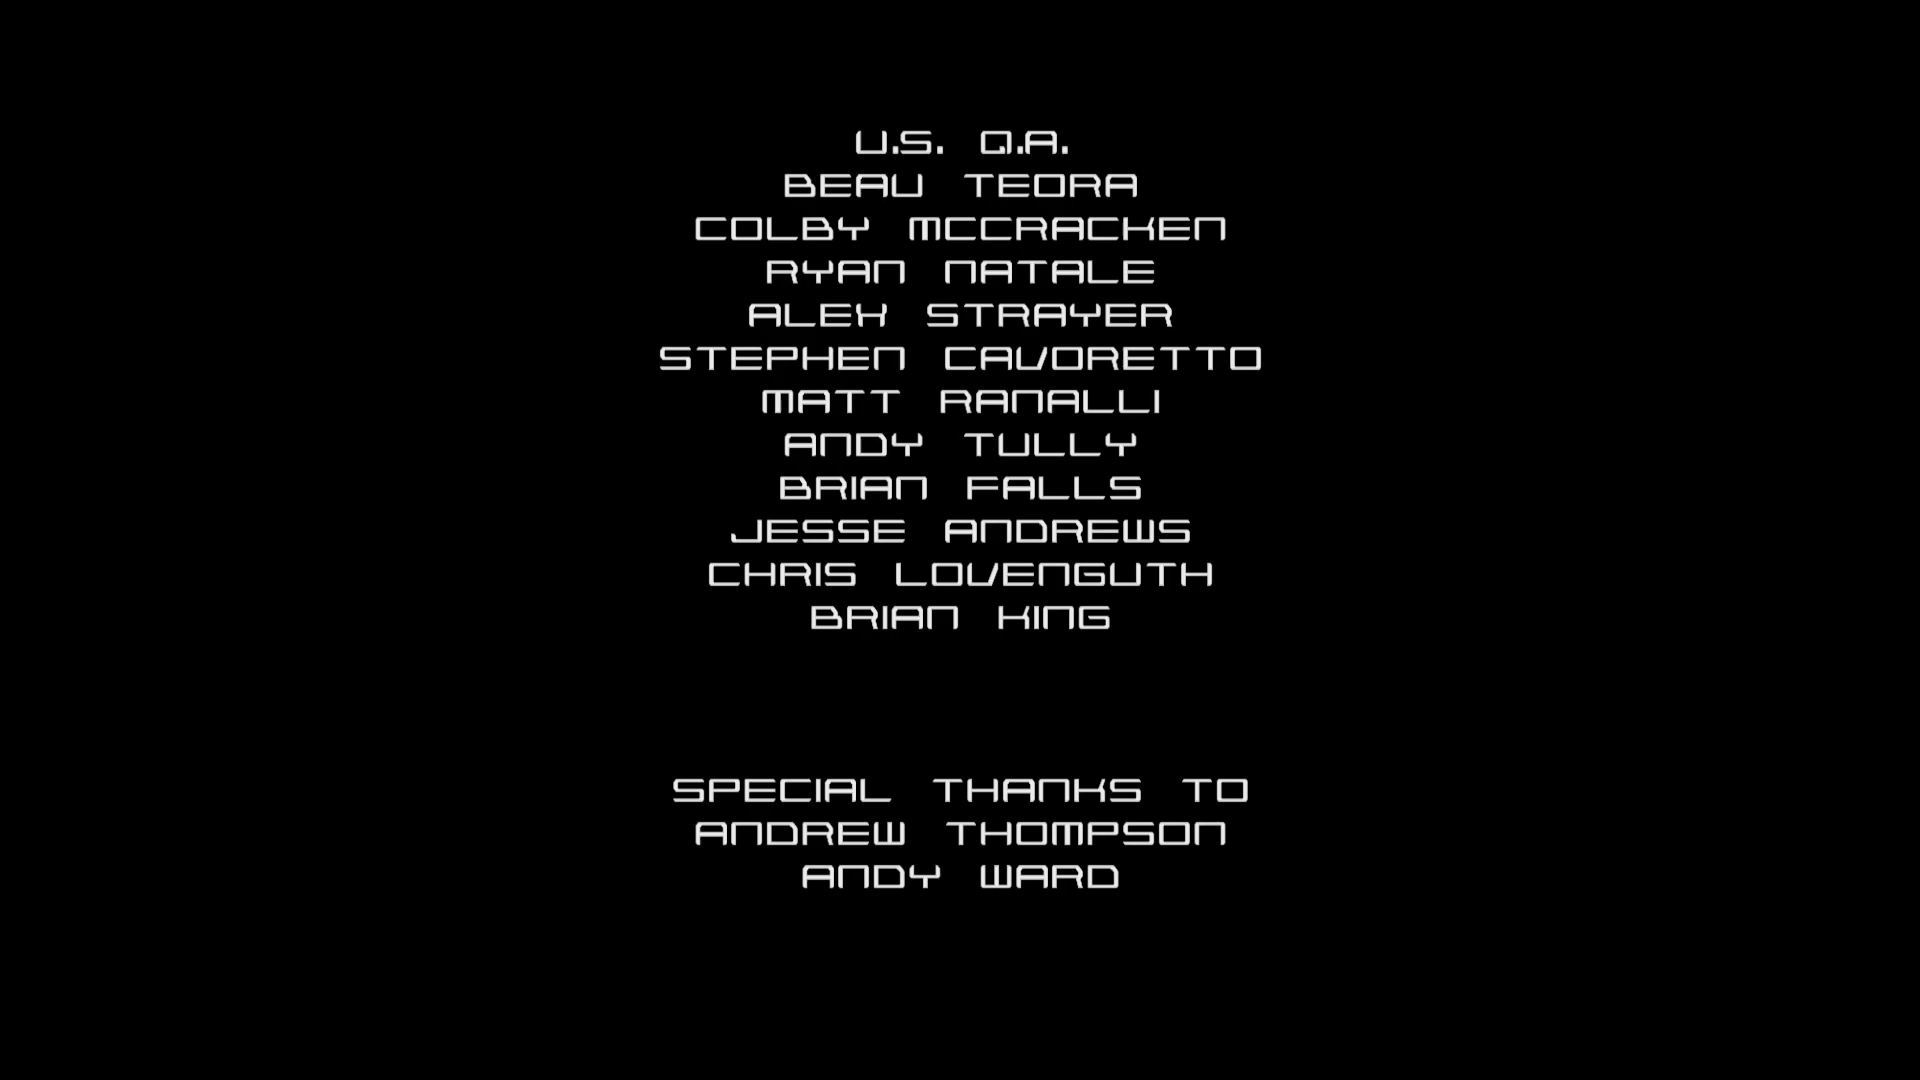 U.S. Q.A.
BEAU TEORA
COLBY MCCRACKEN
RYAN NATALE
ALEX STRAYER
STEPHEN CAVORETTO
MATT RANALLI
ANDY TULLY
BRIAN FALLS
JESSE ANDREWS
CHRIS LOVENGUTH
BRIAN KING
SPECIAL THANKS TO
ANDREW THOMPSON
ANDY WARD